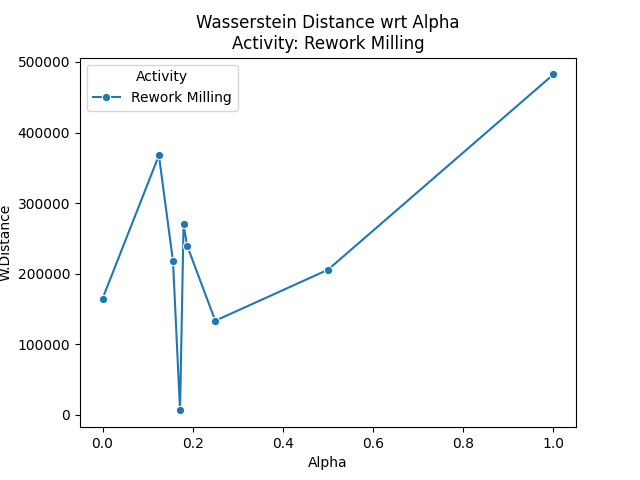 Wasserstein Distance wrt Alpha
Activity: Rework Milling
Activity
Rework Milling
500000
400000
300000
200000
100000
0
W.Distance
0.0 0.2 0.4 0.6 0.8 1.0
Alpha